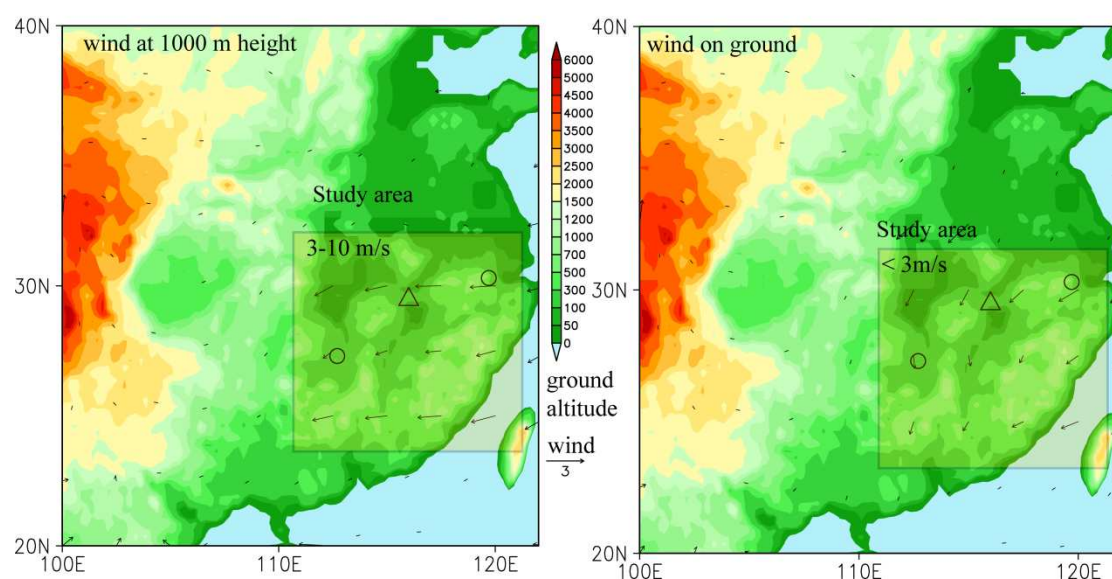 40N
wind at 1000 m height
Study area
3-10 m/s
30N
20N
100E
110E
120E
6000
5000
4000
3500
3000
2500
2000
1500
1000
700
500
300
100
50
0
ground
altitude
wind
3
40N
wind on ground
Study area
< 3m/s
30N
20N
100E
110E
120E